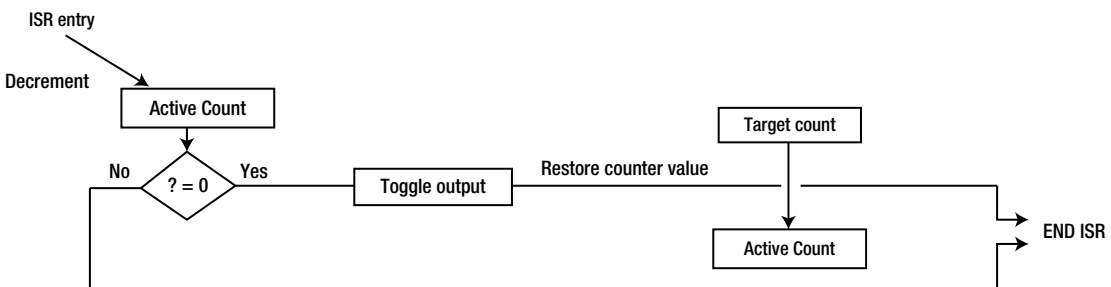 ISR entry
Decrement
Active Count
Target count
No
? = 0
Yes
Toggle output
Restore counter value
Active Count
END ISR